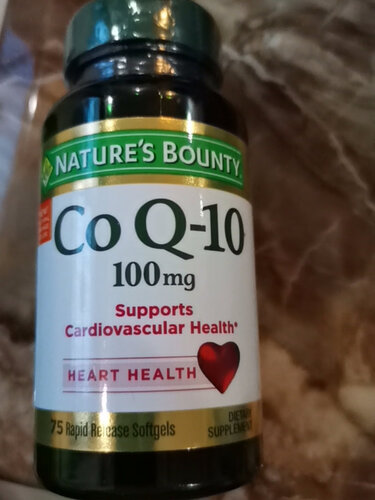 NATURE'S BOUNTY
Co Q-10
100mg
Supports
Cardiovascular Health*
HEART HEALTH
75 Rapid Release Softgels
DIETARY
SUPPLEMENT